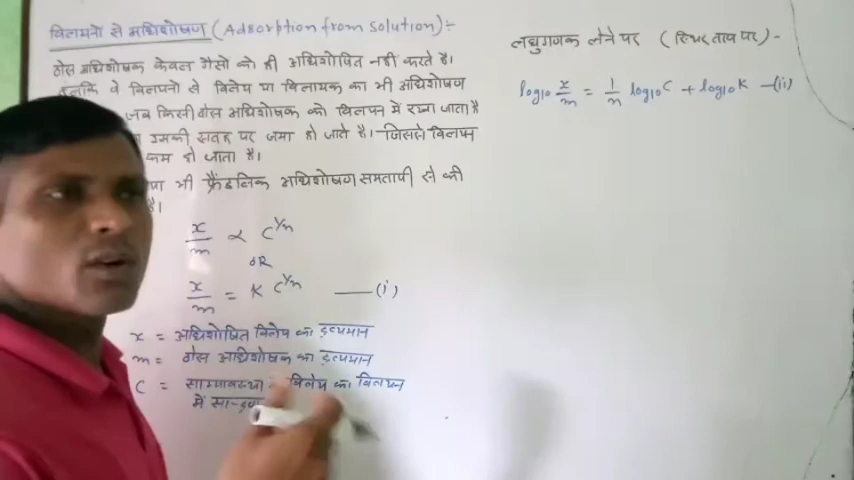 विलयनों से अधिशोषण (Adsorption from solution) :-
ठोस अधिशोषक केवल गैसो को ही अधिशोषित नही करते है।
वे विलयनो से विलेय या विलायक का भी अधिशोषण
जब किसी ठोस अधिशोषक को विलयन में रखा जाता है
उसकी सतह पर जमा हो जाते है। जिससे विलयन
कम हो जाता है।
भी फ्रैंडलिक अधिशोषण समतापी से की
है।
x/m ∝ C^1/n
OR
x/m = K C^1/n —(i)
x = अधिशोषित विलेय का द्रव्यमान
m = ठोस अधिशोषक का द्रव्यमान
C = साम्यावस्था विलेय का विलयन
में
लघुगणक लेने पर (स्थिर ताप पर) -
log10 x/m = 1/n log10 C + log10 K —(ii)